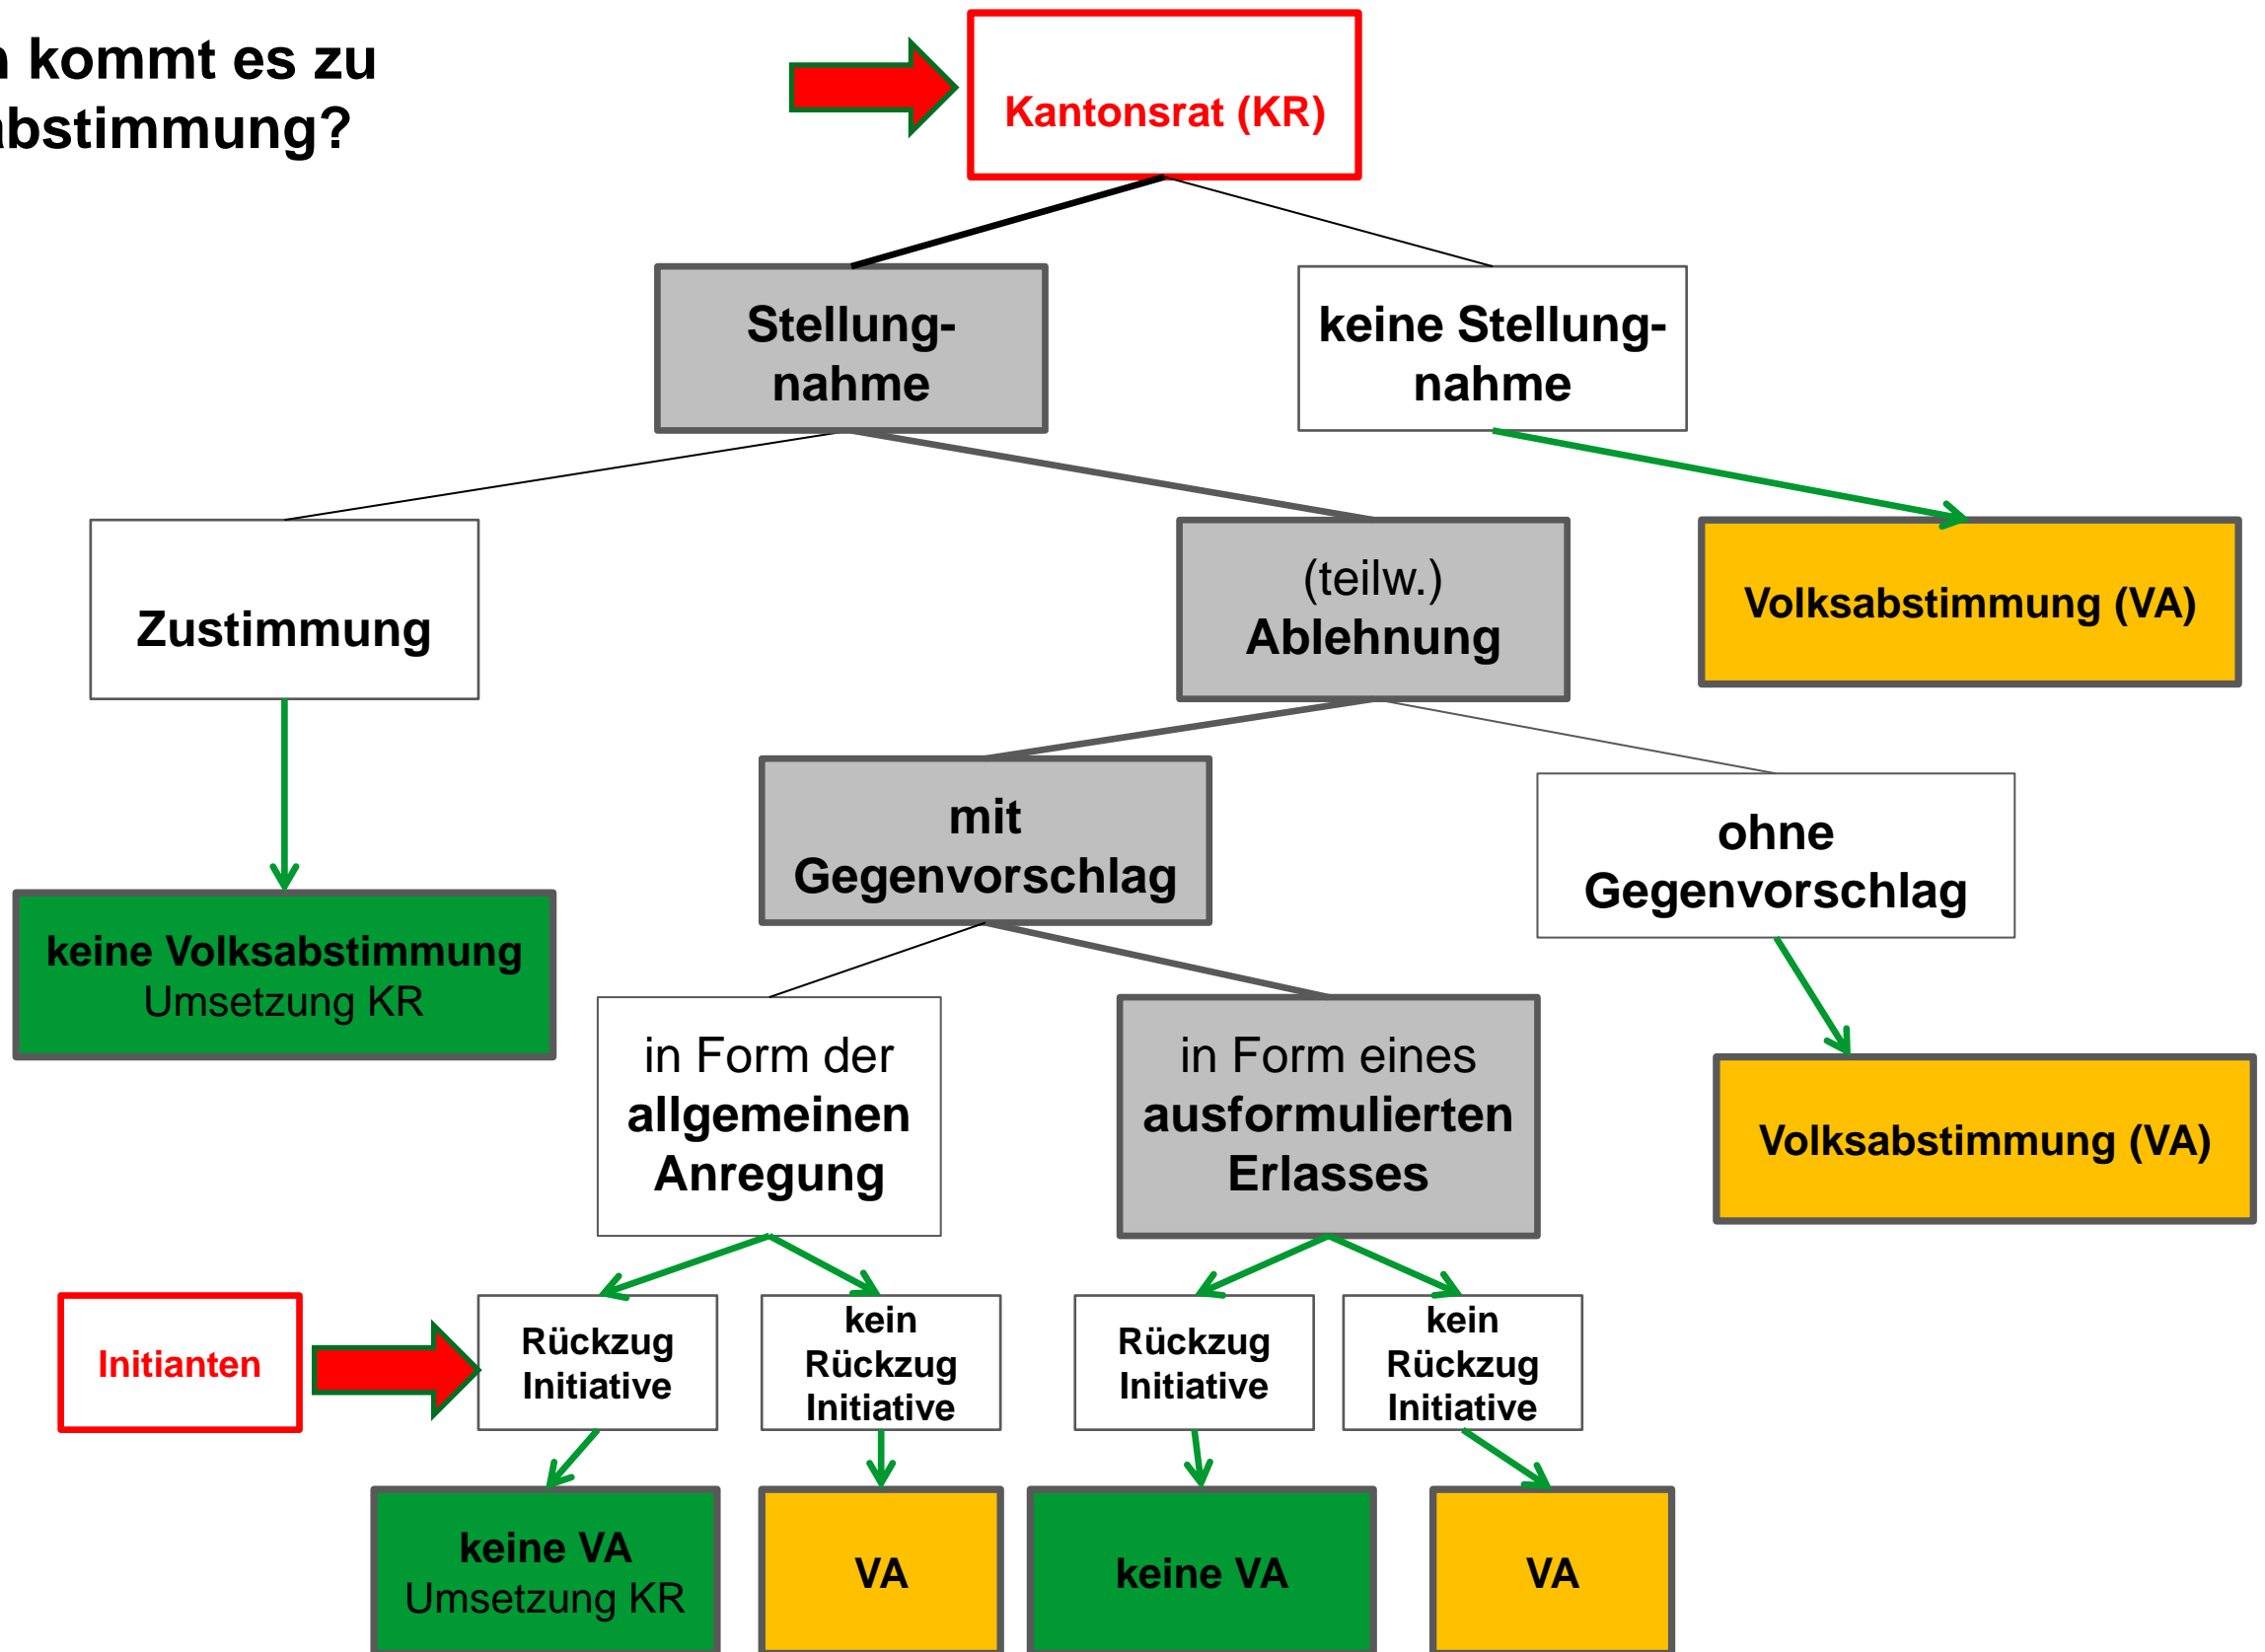 kommt es zu
abstimmung?
Kantonsrat (KR)
Stellung-
nahme
keine Stellung-
nahme
Zustimmung
(teilw.)
Ablehnung
Volksabstimmung (VA)
mit
Gegenvorschlag
ohne
Gegenvorschlag
keine Volksabstimmung
Umsetzung KR
in Form der
allgemeinen
Anregung
in Form eines
ausformulierten
Erlasses
Volksabstimmung (VA)
Initianten
Rückzug
Initiative
kein
Rückzug
Initiative
Rückzug
Initiative
kein
Rückzug
Initiative
keine VA
Umsetzung KR
VA
keine VA
VA